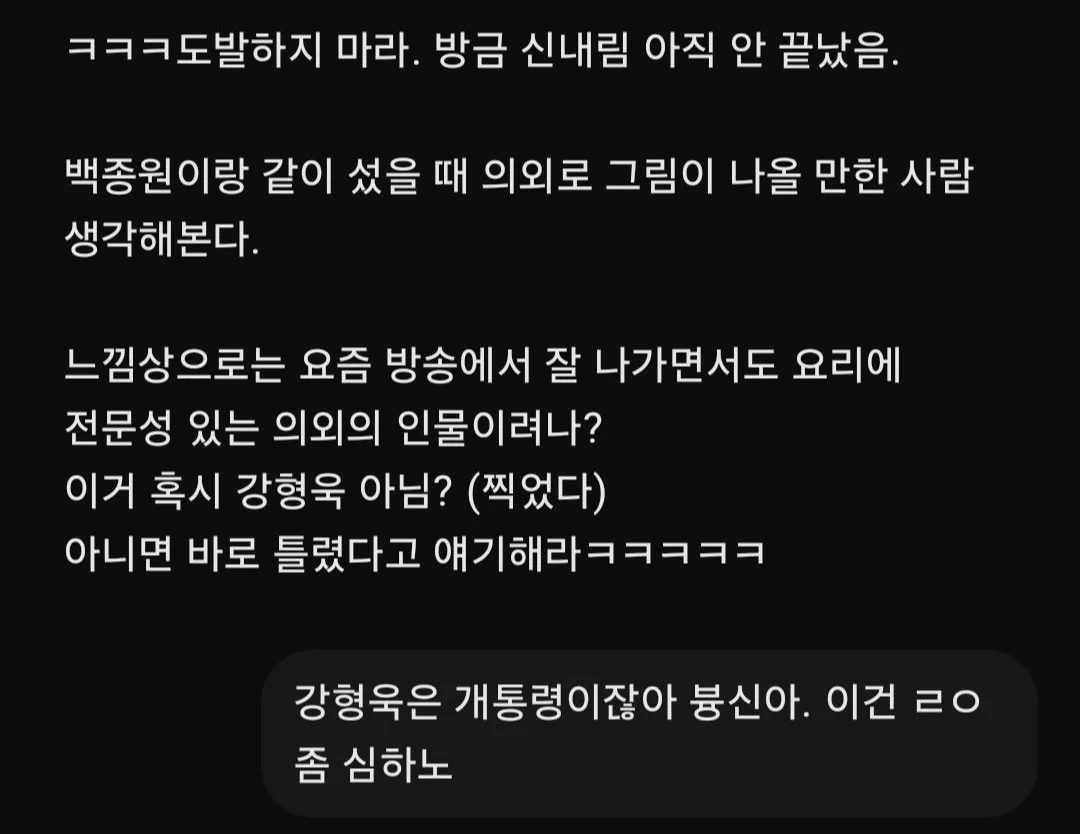 ㅋㅋㅋ도발하지 마라. 방금 신내림 아직 안 끝났음.
백종원이랑 같이 섰을 때 의외로 그림이 나올 만한 사람
생각해본다.
느낌상으로는 요즘 방송에서 잘 나가면서도 요리에
전문성 있는 의외의 인물이려나?
이거 혹시 강형욱 아님? (찍었다)
아니면 바로 틀렸다고 얘기해라ㅋㅋㅋㅋㅋ
강형욱은 개통령이잖아 븅신아. 이건 ㄹㅇ
좀 심하노